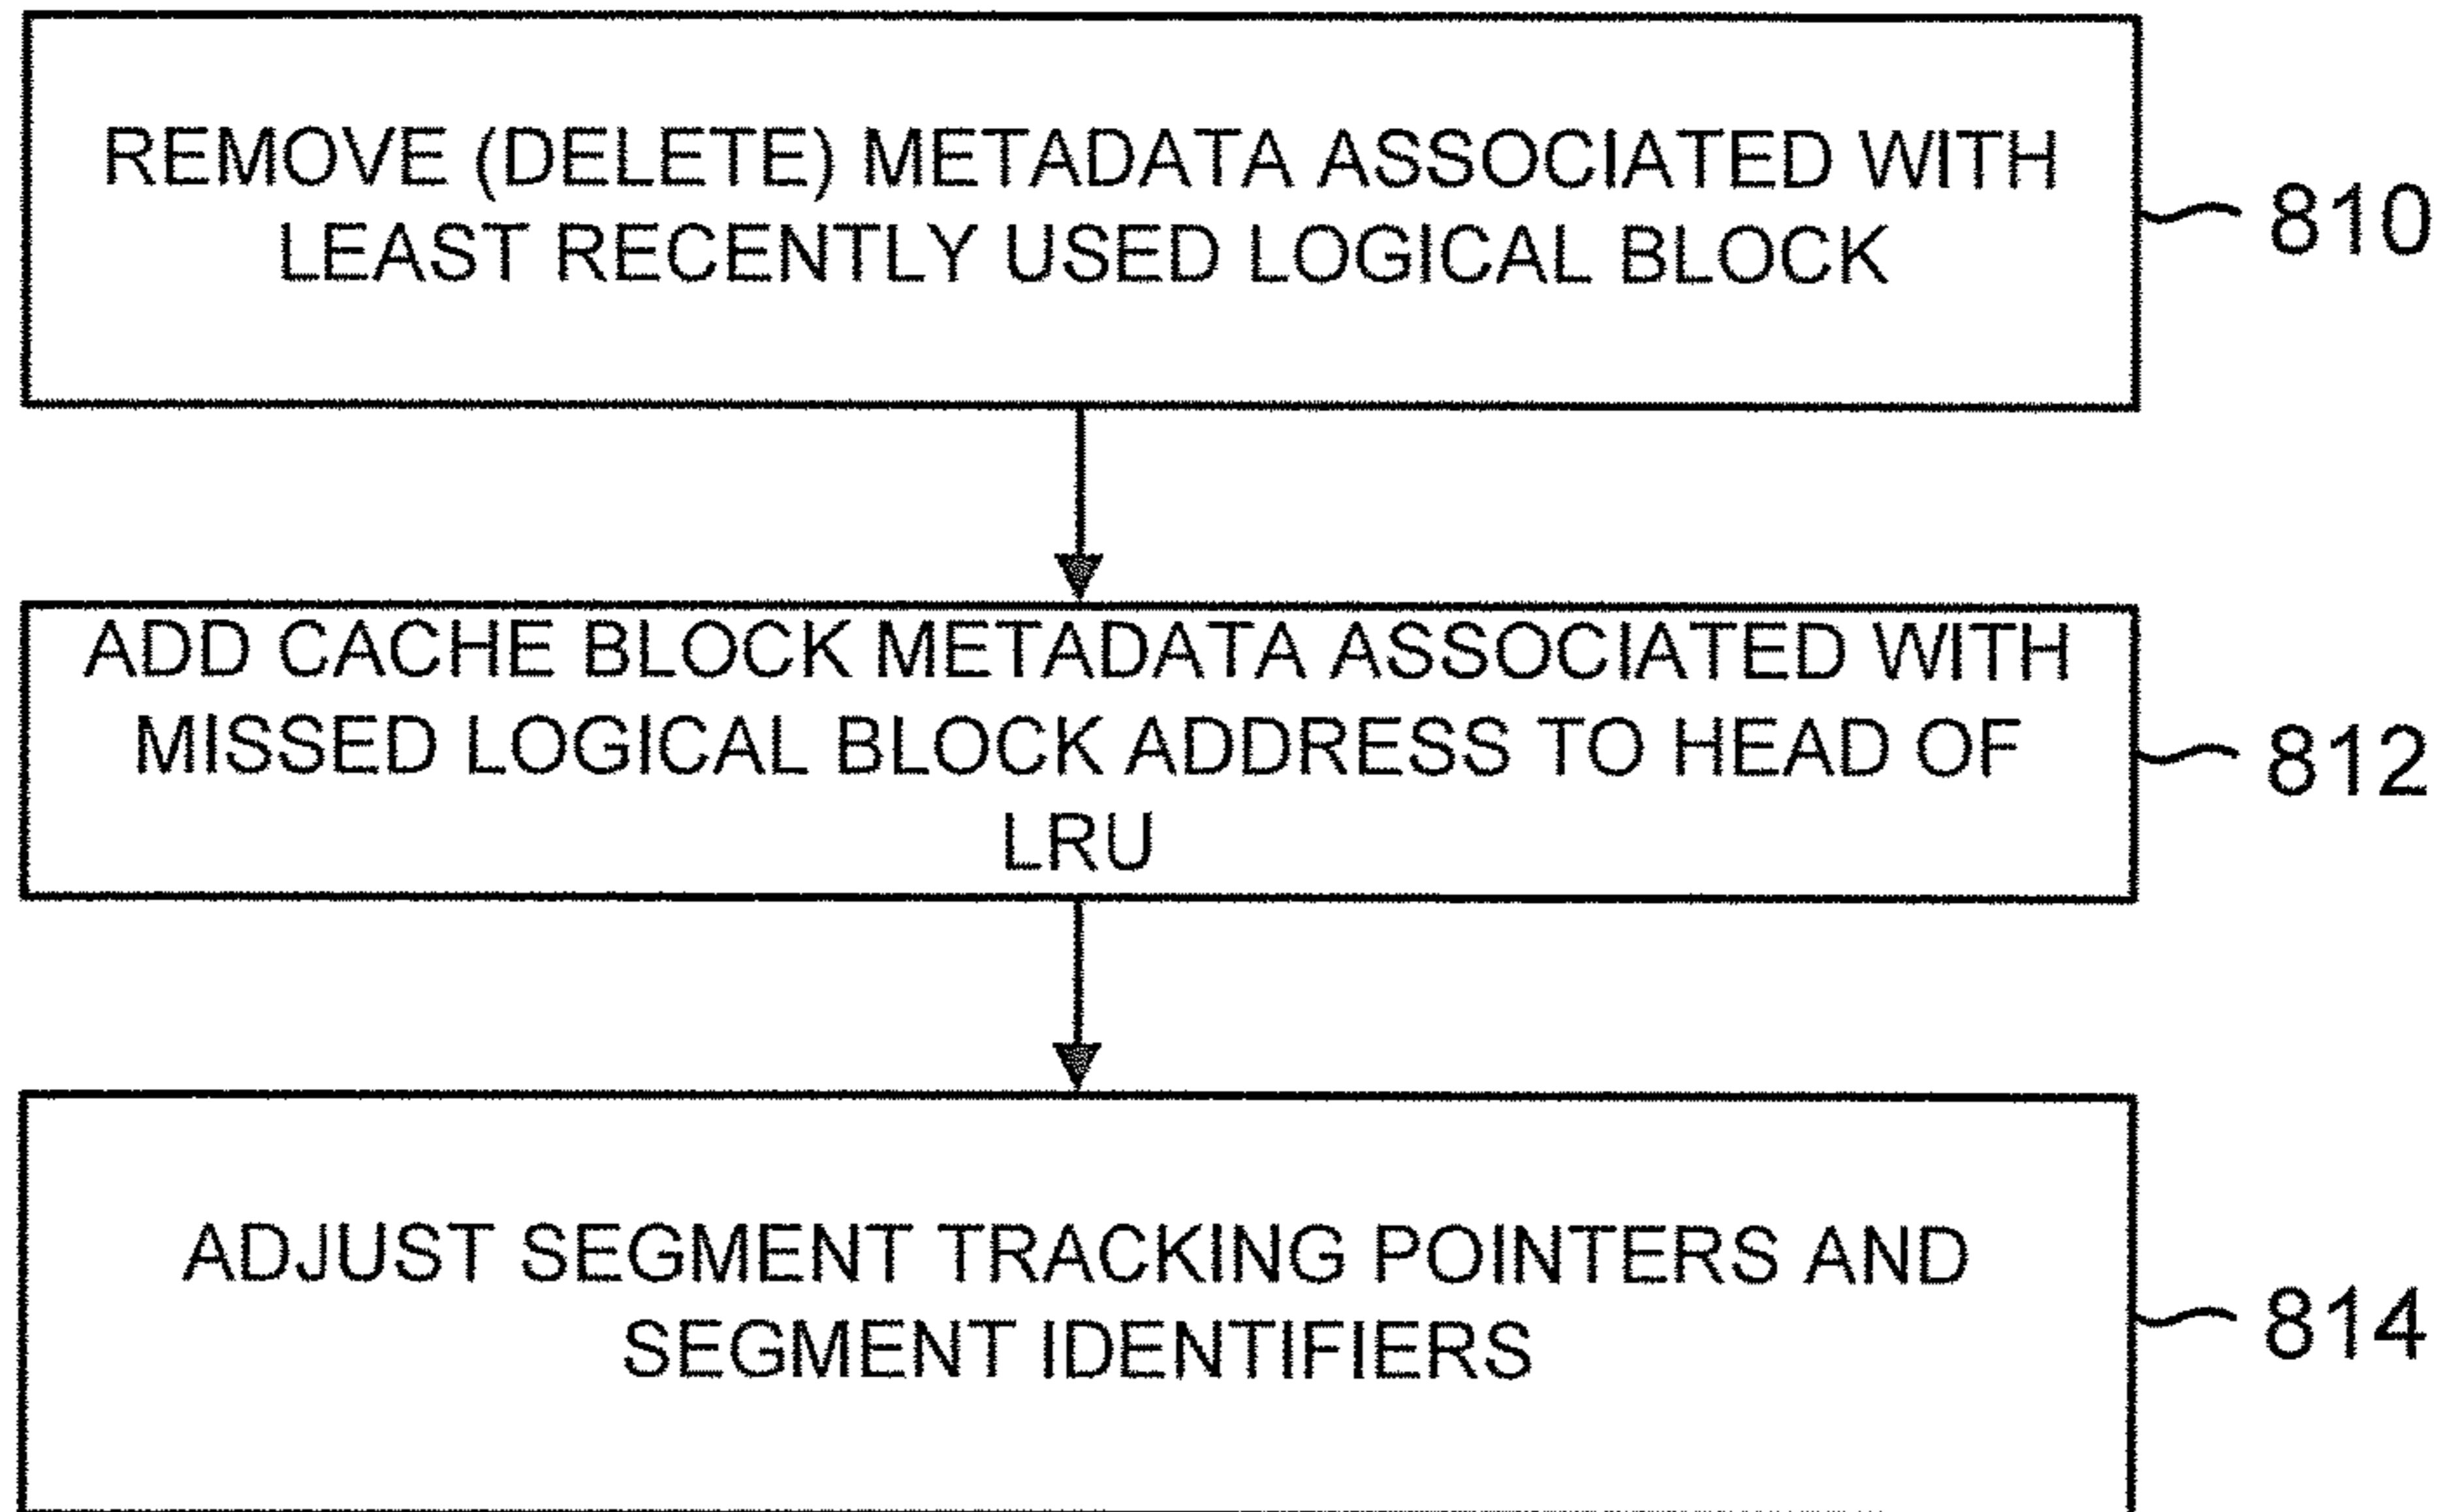 REMOVE (DELETE) METADATA ASSOCIATED WITH
LEAST RECENTLY USED LOGICAL BLOCK
810
ADD CACHE BLOCK METADATA ASSOCIATED WITH
MISSED LOGICAL BLOCK ADDRESS TO HEAD OF
LRU
812
ADJUST SEGMENT TRACKING POINTERS AND
SEGMENT IDENTIFIERS
814